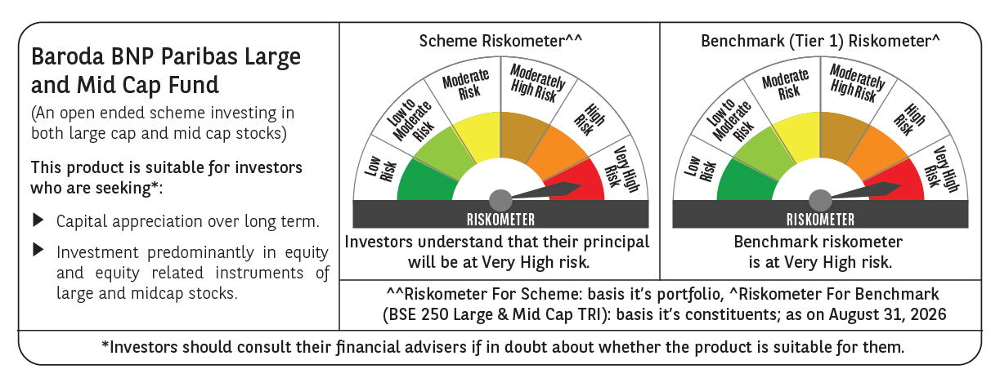 Baroda BNP Paribas Large
and Mid Cap Fund
(An open ended scheme investing in
both large cap and mid cap stocks)
This product is suitable for investors
who are seeking*:
Capital appreciation over long term.
Investment predominantly in equity
and equity related instruments of
large and midcap stocks.
Scheme Riskometer^^
Low
Risk
Low to
Moderate
Risk
Moderate
Risk
Moderately
High Risk
High
Risk
Very High
Risk
RISKOMETER
Investors understand that their principal
will be at Very High risk.
Benchmark (Tier 1) Riskometer^
Low
Risk
Low to
Moderate
Risk
Moderate
Risk
Moderately
High Risk
High
Risk
Very High
Risk
RISKOMETER
Benchmark riskometer
is at Very High risk.
^^Riskometer For Scheme: basis it's portfolio, ^Riskometer For Benchmark
(BSE 250 Large & Mid Cap TRI): basis it's constituents; as on August 31, 2026
*Investors should consult their financial advisers if in doubt about whether the product is suitable for them.